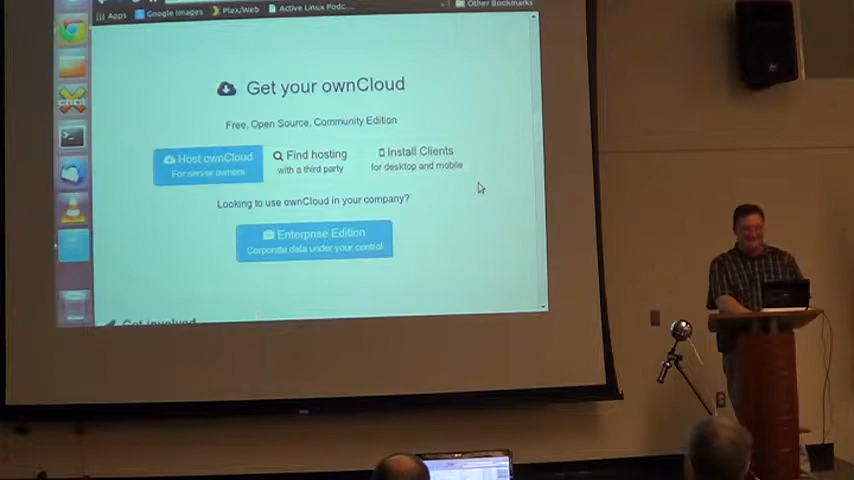 Apps Google Images Plex/Web Active Linux Podc... Other Bookmarks
Get your ownCloud
Free, Open Source, Community Edition
Host ownCloud
For server owners
Find hosting
with a third party
Install Clients
for desktop and mobile
Looking to use ownCloud in your company?
Enterprise Edition
Corporate data under your control
Get involved